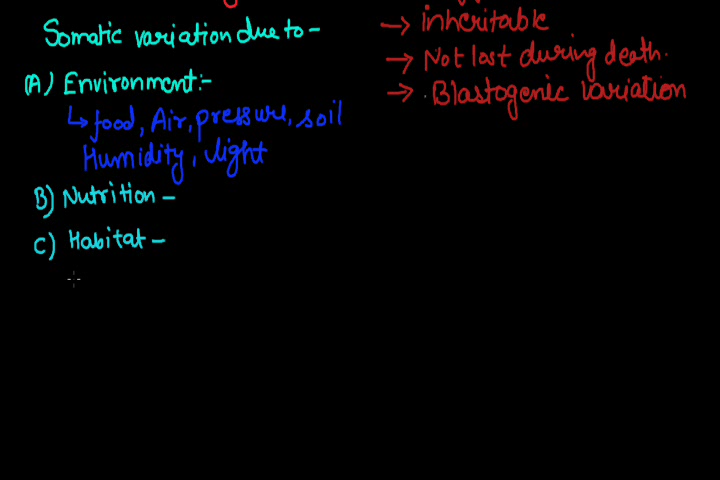 Somatic variation due to -
(A) Environment:-
↳ food, Air, pressure, soil
Humidity, light
B) Nutrition -
C) Habitat -
→ inheritable
→ Not lost during death.
→ Blastogenic variation